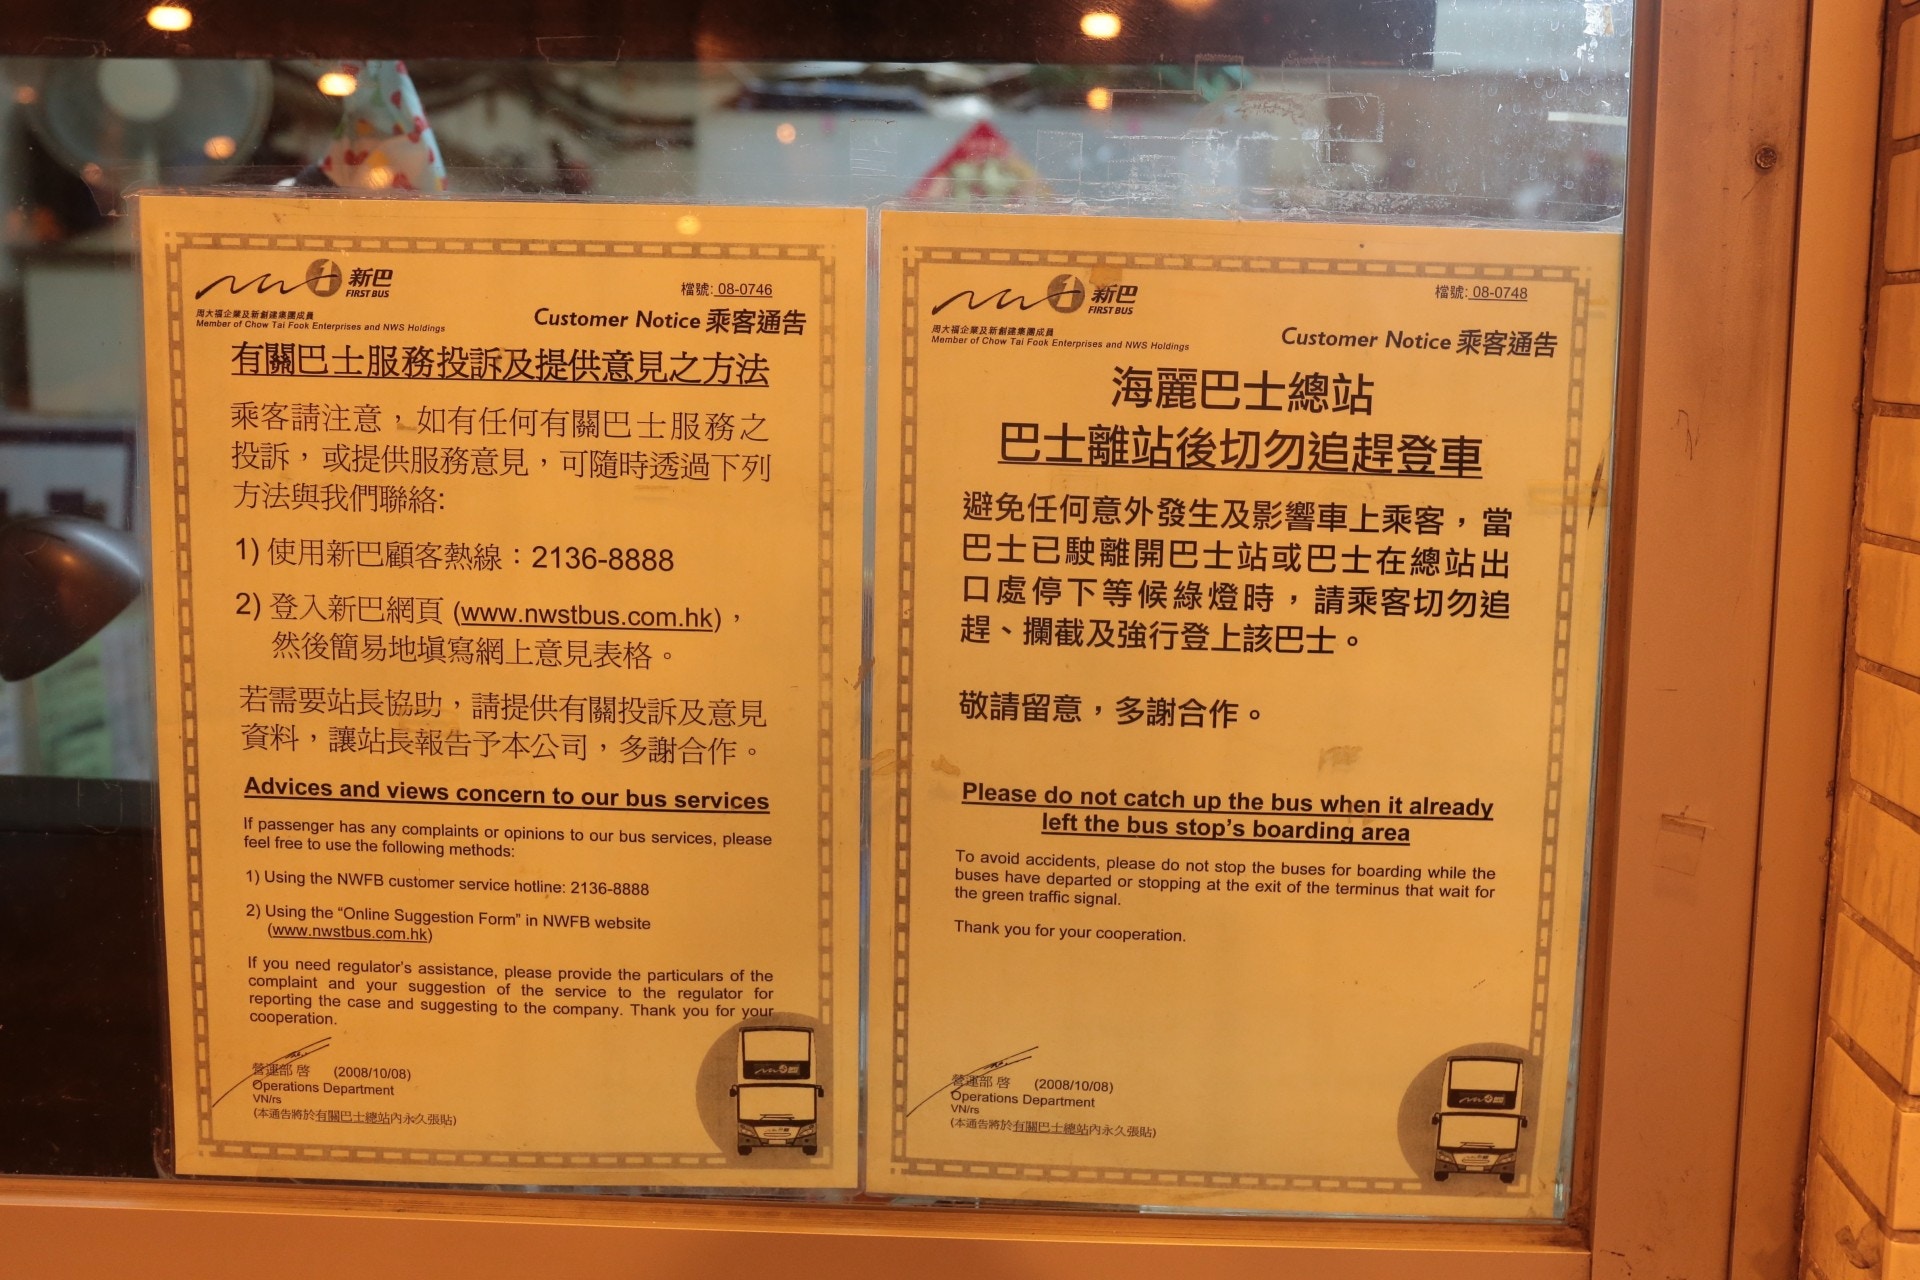 新巴
FIRST BUS
周大福企業及新創建集團成員
Member of Chow Tai Fook Enterprises and NWS Holdings
檔號: 08-0746
Customer Notice 乘客通告
有關巴士服務投訴及提供意見之方法
乘客請注意，如有任何有關巴士服務之
投訴，或提供服務意見，可隨時透過下列
方法與我們聯絡:
1) 使用新巴顧客熱線：2136-8888
2) 登入新巴網頁 (www.nwstbus.com.hk)，
然後簡易地填寫網上意見表格。
若需要站長協助，請提供有關投訴及意見
資料，讓站長報告予本公司，多謝合作。
Advices and views concern to our bus services
If passenger has any complaints or opinions to our bus services, please
feel free to use the following methods:
1) Using the NWFB customer service hotline: 2136-8888
2) Using the “Online Suggestion Form” in NWFB website
(www.nwstbus.com.hk)
If you need regulator’s assistance, please provide the particulars of the
complaint and your suggestion of the service to the regulator for
reporting the case and suggesting to the company. Thank you for your
cooperation.
營運部 啓 (2008/10/08)
Operations Department
VN/rs
(本通告將於有關巴士總站內永久張貼)
新巴
FIRST BUS
周大福企業及新創建集團成員
Member of Chow Tai Fook Enterprises and NWS Holdings
檔號: 08-0748
Customer Notice 乘客通告
海麗巴士總站
巴士離站後切勿追趕登車
避免任何意外發生及影響車上乘客，當
巴士已駛離開巴士站或巴士在總站出
口處停下等候綠燈時，請乘客切勿追
趕、攔截及強行登上該巴士。
敬請留意，多謝合作。
Please do not catch up the bus when it already
left the bus stop’s boarding area
To avoid accidents, please do not stop the buses for boarding while the
buses have departed or stopping at the exit of the terminus that wait for
the green traffic signal.
Thank you for your cooperation.
營運部 啓 (2008/10/08)
Operations Department
VN/rs
(本通告將於有關巴士總站內永久張貼)